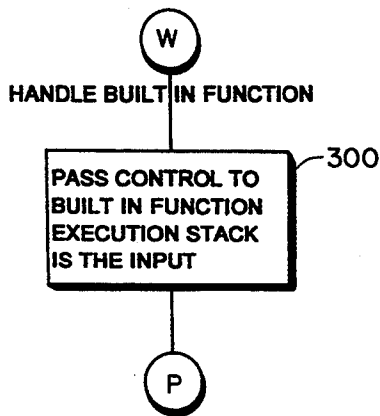 W
HANDLE BUILT IN FUNCTION
300
PASS CONTROL TO
BUILT IN FUNCTION
EXECUTION STACK
IS THE INPUT
P